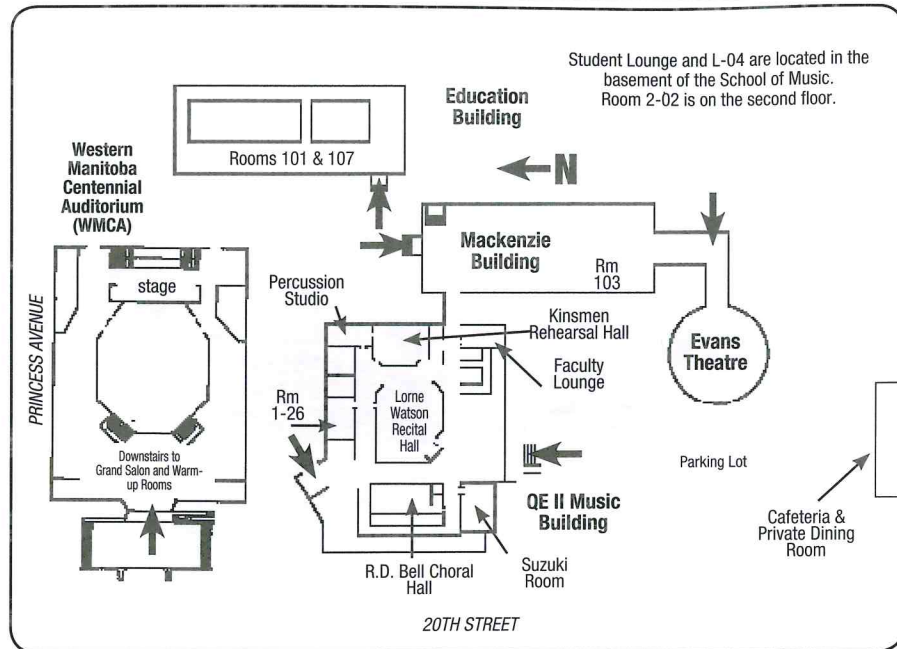 Student Lounge and L-04 are located in the
basement of the School of Music.
Room 2-02 is on the second floor.
Education
Building
Rooms 101 & 107
N
Western
Manitoba
Centennial
Auditorium
(WMCA)
Mackenzie
Building
Rm
103
stage
Percussion
Studio
Kinsmen
Rehearsal Hall
Evans
Theatre
Faculty
Lounge
PRINCESS AVENUE
Rm
1-26
Lorne
Watson
Recital
Hall
Downstairs to
Grand Salon and Warm-
up Rooms
Parking Lot
QE II Music
Building
Cafeteria &
Private Dining
Room
R.D. Bell Choral
Hall
Suzuki
Room
20TH STREET